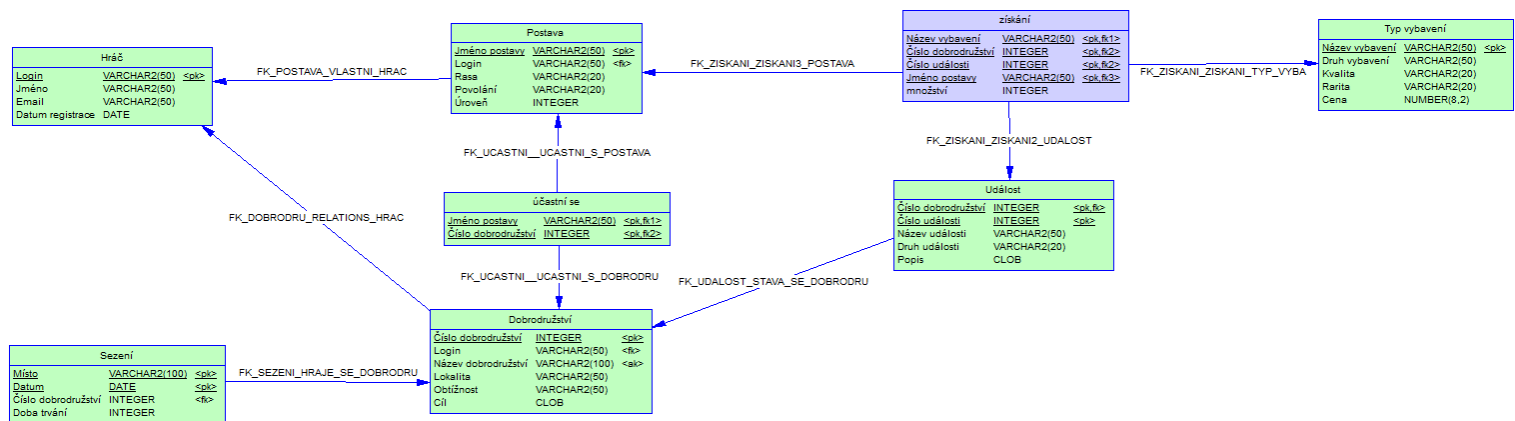 Hráč
Login VARCHAR2(50) <pk>
Jméno VARCHAR2(50)
Email VARCHAR2(50)
Datum registrace DATE
FK_POSTAVA_VLASTNI_HRAC
Postava
Jméno postavy VARCHAR2(50) <pk>
Login VARCHAR2(50) <fk>
Rasa VARCHAR2(20)
Povolání VARCHAR2(20)
Úroveň INTEGER
FK_ZISKANI_ZISKANI3_POSTAVA
získání
Název vybavení VARCHAR2(50) <pk,fk1>
Číslo dobrodružství INTEGER <pk,fk2>
Číslo události INTEGER <pk,fk2>
Jméno postavy VARCHAR2(50) <pk,fk3>
množství INTEGER
FK_ZISKANI_ZISKANI_TYP_VYBA
Typ vybavení
Název vybavení VARCHAR2(50) <pk>
Druh vybavení VARCHAR2(50)
Kvalita VARCHAR2(20)
Rarita VARCHAR2(20)
Cena NUMBER(8,2)
FK_UCASTNI__UCASTNI_S_POSTAVA
FK_ZISKANI_ZISKANI2_UDALOST
FK_DOBRODRU_RELATIONS_HRAC
účastní se
Jméno postavy VARCHAR2(50) <pk,fk1>
Číslo dobrodružství INTEGER <pk,fk2>
Událost
Číslo dobrodružství INTEGER <pk,fk>
Číslo události INTEGER <pk>
Název události VARCHAR2(50)
Druh události VARCHAR2(20)
Popis CLOB
FK_UCASTNI__UCASTNI_S_DOBRODRU
FK_UDALOST_STAVA_SE_DOBRODRU
Dobrodružství
Číslo dobrodružství INTEGER <pk>
Login VARCHAR2(50) <fk>
Název dobrodružství VARCHAR2(100) <ak>
Lokalita VARCHAR2(50)
Obtížnost VARCHAR2(50)
Cíl CLOB
Sezení
Místo VARCHAR2(100) <pk>
Datum DATE <pk>
Číslo dobrodružství INTEGER <fk>
Doba trvání INTEGER
FK_SEZENI_HRAJE_SE_DOBRODRU